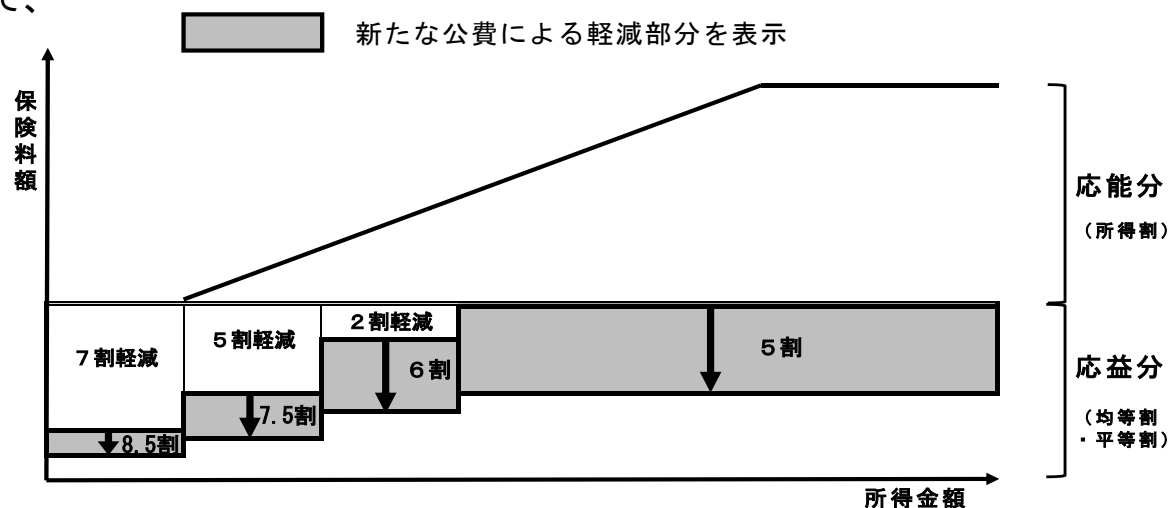 て、
新たな公費による軽減部分を表示
保険料額
応能分
（所得割）
7割軽減
５割軽減
２割軽減
8.5割
7.5割
６割
５割
応益分
（均等割
・平等割）
所得金額